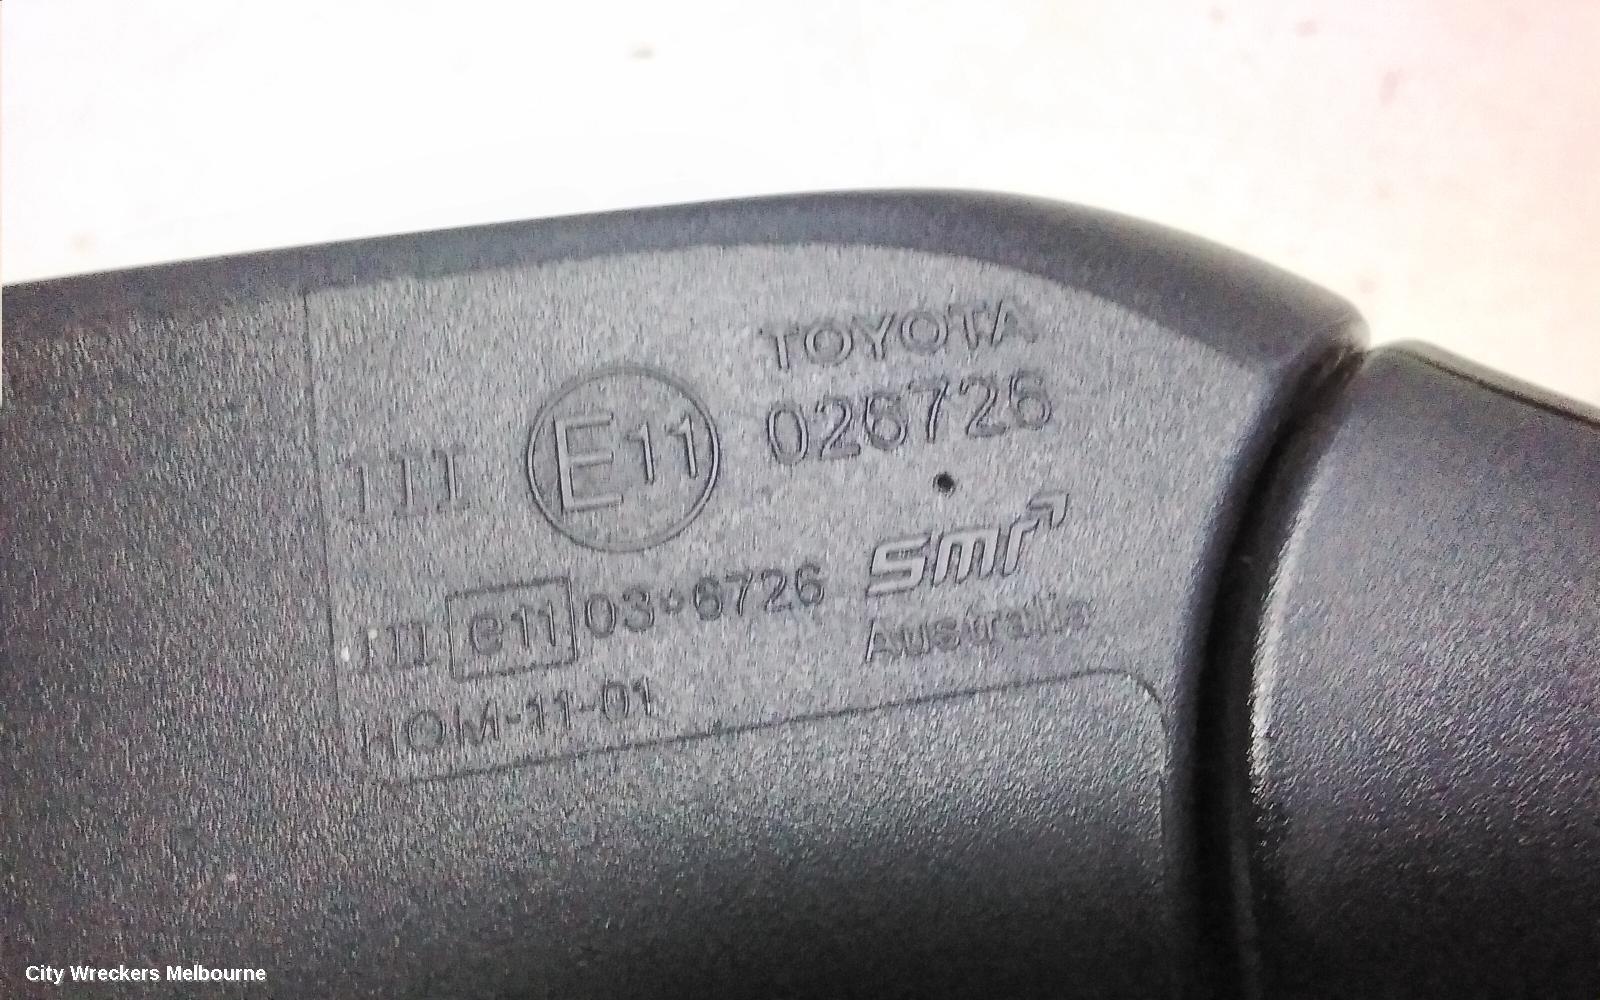 TOYOTA
III E11 026726
smr
III e11 03*6726
Australia
HOM-11-01
City Wreckers Melbourne